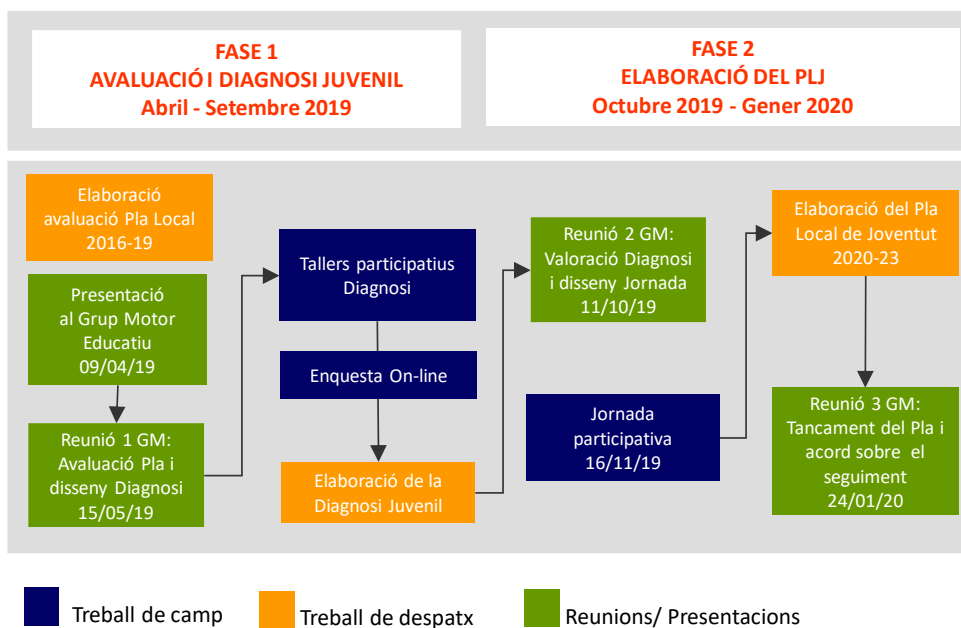 FASE 1
AVALUACIÓ I DIAGNOSI JUVENIL
Abril - Setembre 2019
FASE 2
ELABORACIÓ DEL PLJ
Octubre 2019 - Gener 2020
Elaboració
avaluació Pla Local
2016-19
Presentació
al Grup Motor
Educatiu
09/04/19
Reunió 1 GM:
Avaluació Pla i
disseny Diagnosi
15/05/19
Tallers participatius
Diagnosi
Enquesta On-line
Elaboració de la
Diagnosi Juvenil
Reunió 2 GM:
Valoració Diagnosi
i disseny Jornada
11/10/19
Jornada
participativa
16/11/19
Elaboració del Pla
Local de Joventut
2020-23
Reunió 3 GM:
Tancament del Pla i
acord sobre el
seguiment
24/01/20
Treball de camp
Treball de despatx
Reunions/ Presentacions